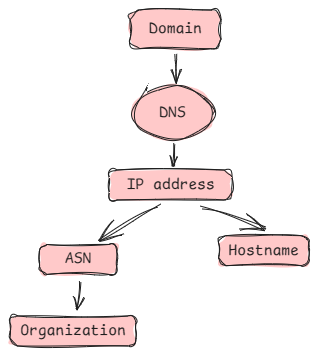 Domain
DNS
IP address
ASN
Hostname
Organization